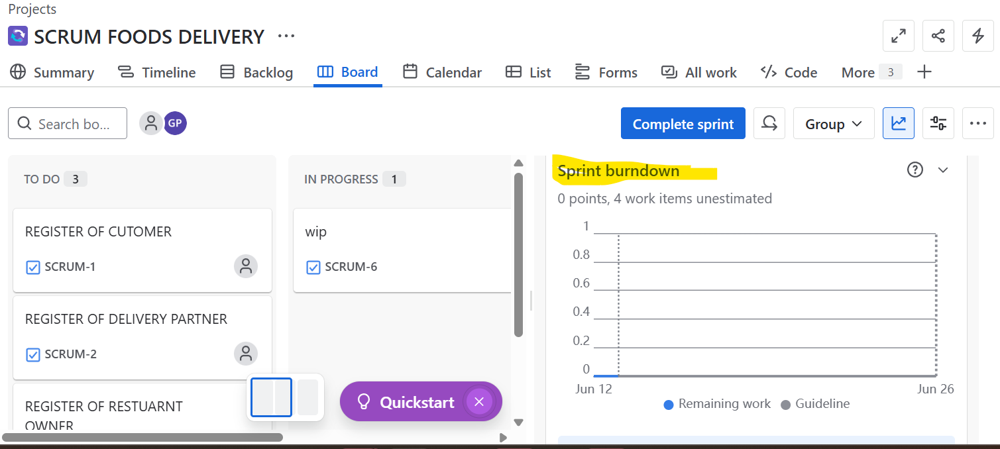 Projects
SCRUM FOODS DELIVERY
Summary Timeline Backlog Board Calendar List Forms All work Code More 3
Search bo... GP Complete sprint Group
TO DO 3
REGISTER OF CUTOMER
SCRUM-1
REGISTER OF DELIVERY PARTNER
SCRUM-2
REGISTER OF RESTUARNT
OWNER
IN PROGRESS 1
wip
SCRUM-6
Quickstart
Sprint burndown
0 points, 4 work items unestimated
1
0.8
0.6
0.4
0.2
0
Jun 12 Jun 26
Remaining work Guideline